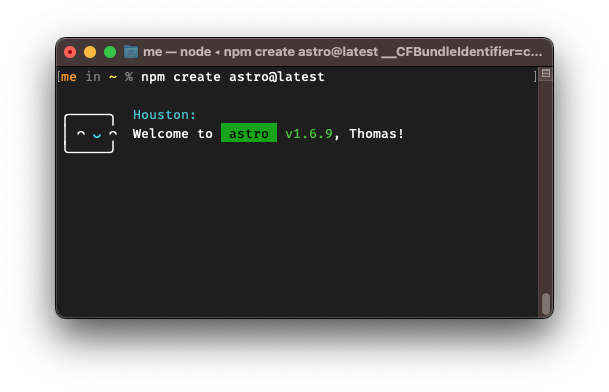 me — node ◂ npm create astro@latest __CFBundleIdentifier=c...
[me in ~ % npm create astro@latest ]
Houston:
Welcome to astro v1.6.9, Thomas!